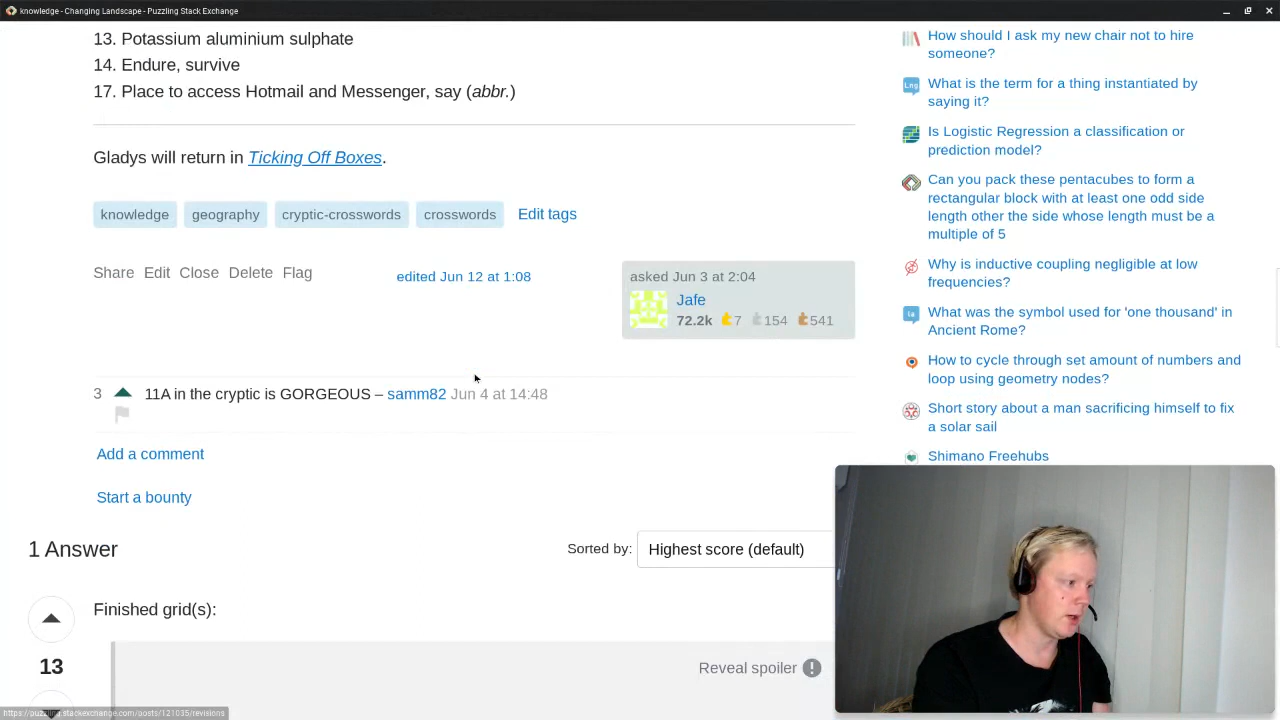 knowledge - Changing Landscape - Puzzling Stack Exchange
13. Potassium aluminium sulphate
14. Endure, survive
17. Place to access Hotmail and Messenger, say (abbr.)
Gladys will return in Ticking Off Boxes.
knowledge geography cryptic-crosswords crosswords Edit tags
Share Edit Close Delete Flag
edited Jun 12 at 1:08
asked Jun 3 at 2:04
Jafe
72.2k 7 154 541
3 11A in the cryptic is GORGEOUS – samm82 Jun 4 at 14:48
Add a comment
Start a bounty
1 Answer
Sorted by: Highest score (default)
Finished grid(s):
13
Reveal spoiler
https://puzzling.stackexchange.com/posts/121035/revisions
How should I ask my new chair not to hire
someone?
Lng
What is the term for a thing instantiated by
saying it?
Is Logistic Regression a classification or
prediction model?
Can you pack these pentacubes to form a
rectangular block with at least one odd side
length other the side whose length must be a
multiple of 5
Why is inductive coupling negligible at low
frequencies?
la
What was the symbol used for 'one thousand' in
Ancient Rome?
How to cycle through set amount of numbers and
loop using geometry nodes?
Short story about a man sacrificing himself to fix
a solar sail
Shimano Freehubs